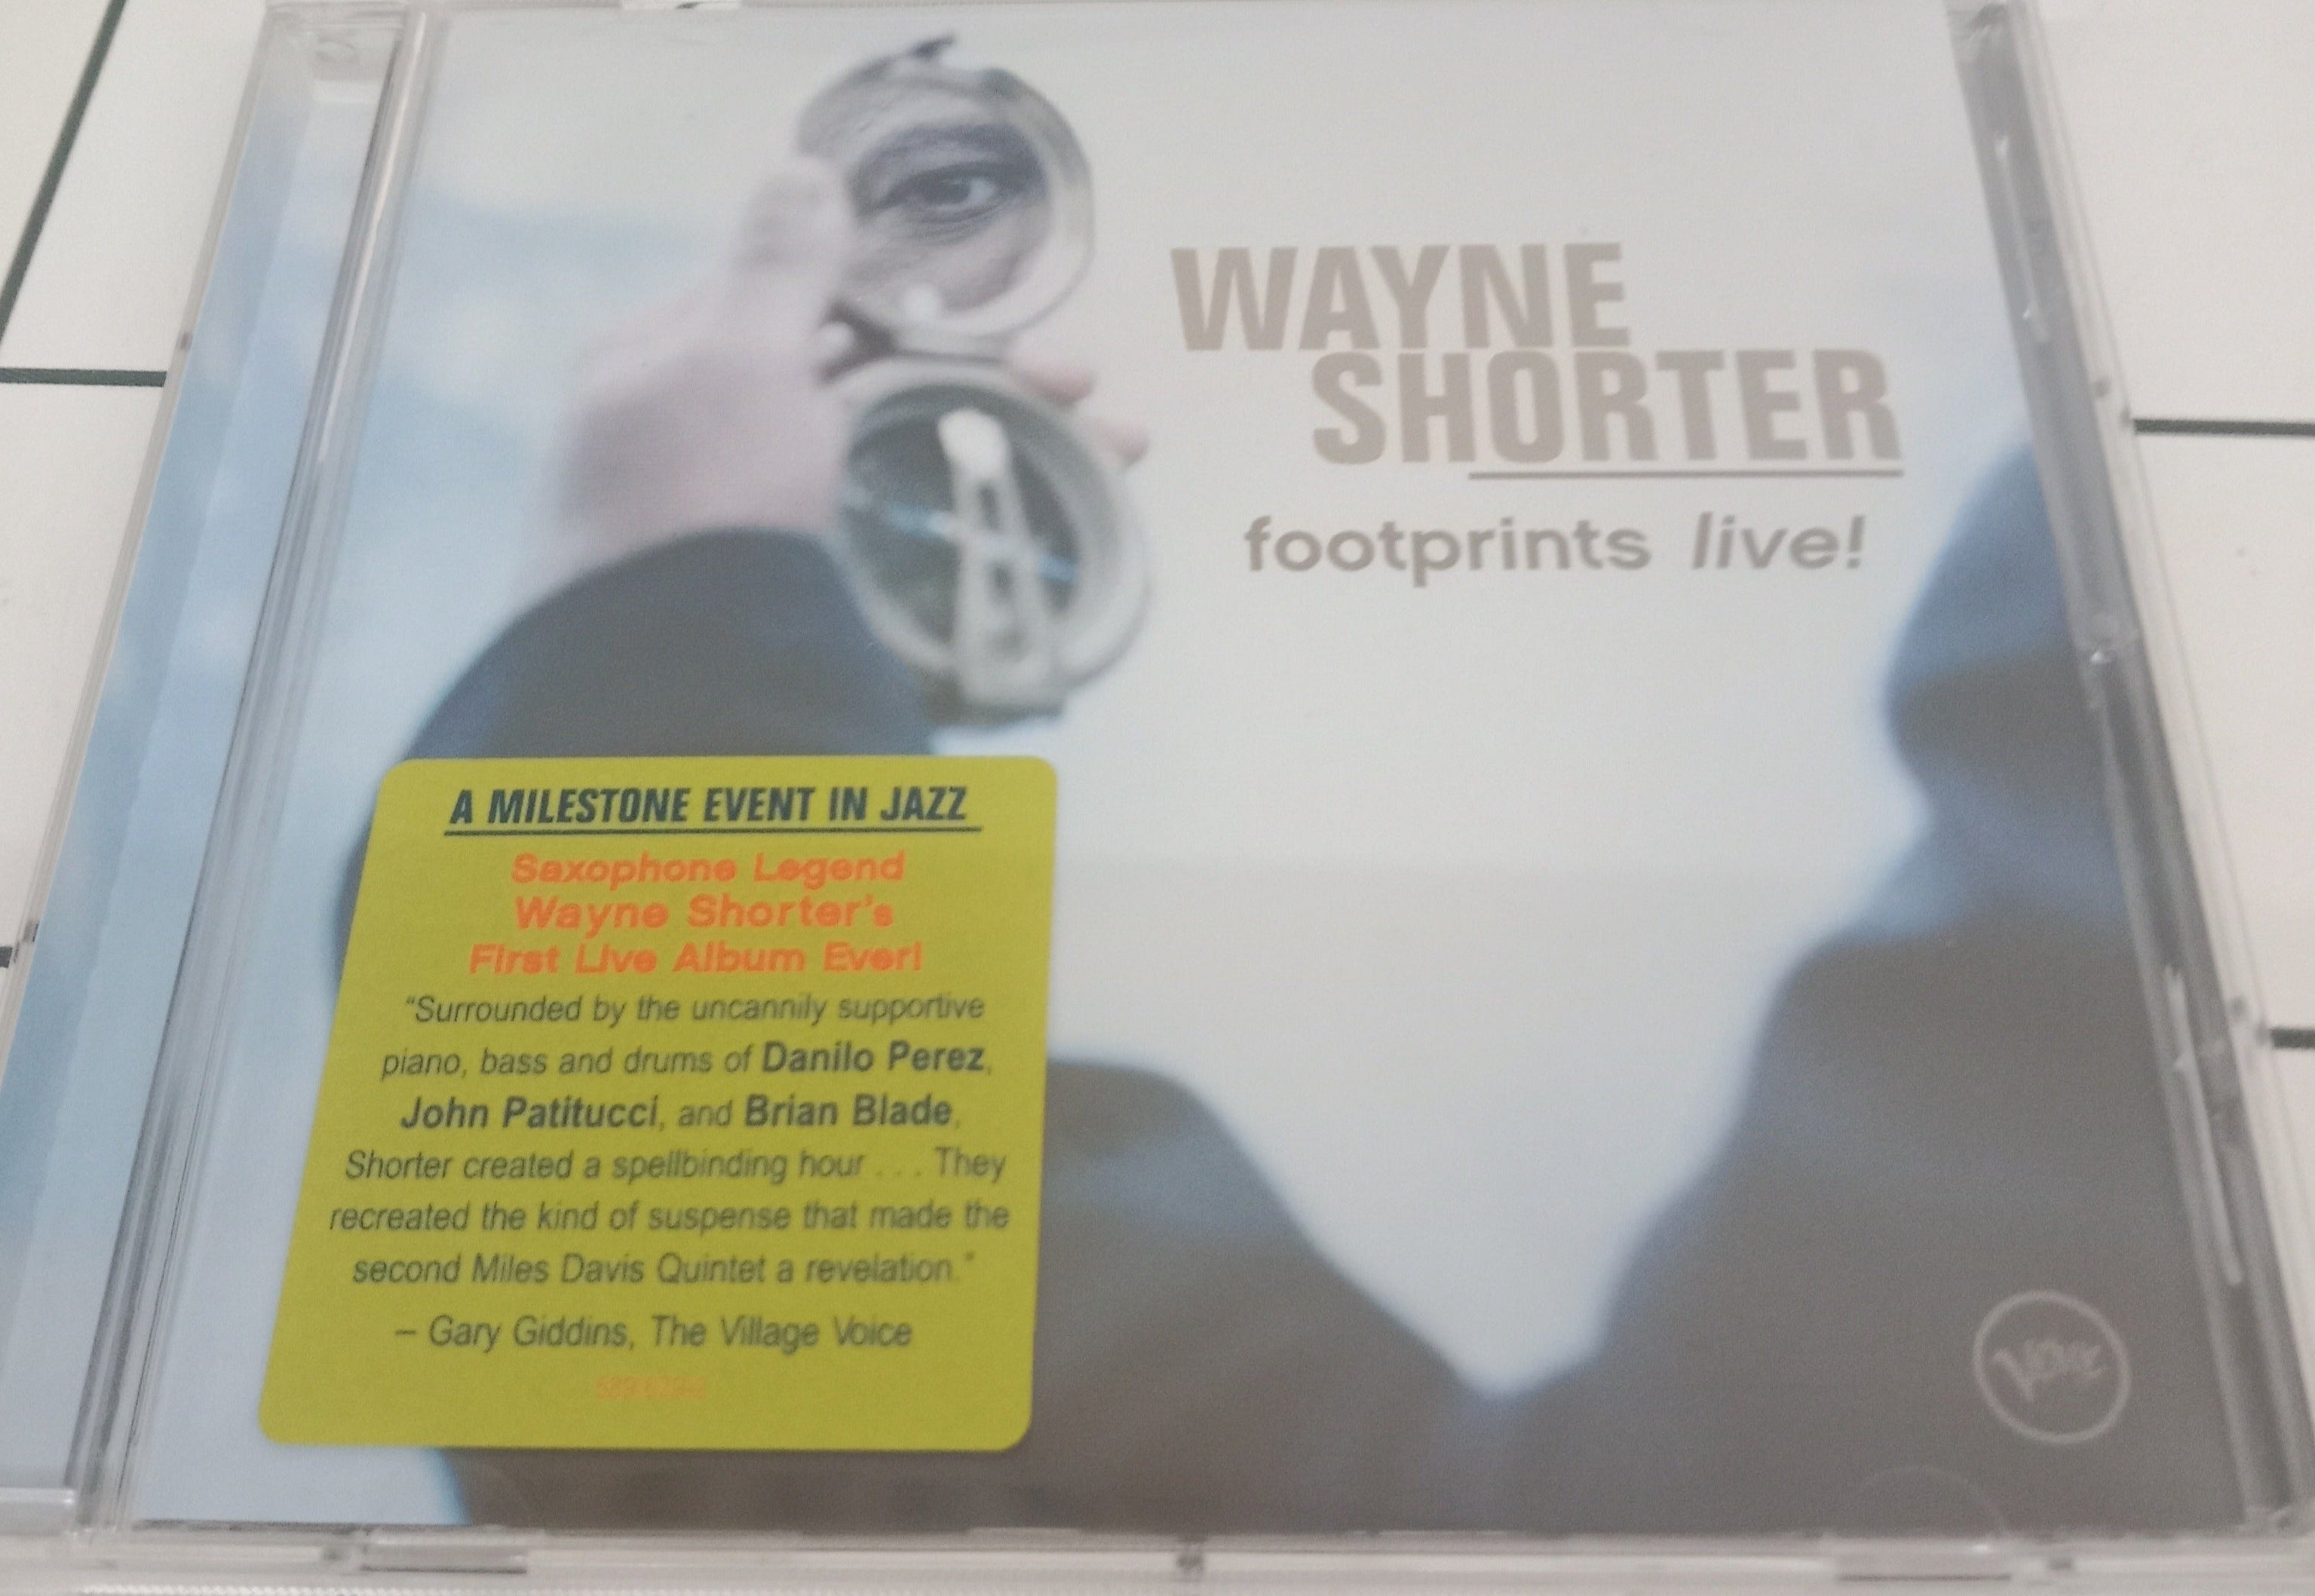 WAYNE
SHORTER
footprints live!
A MILESTONE EVENT IN JAZZ
Saxophone Legend
Wayne Shorter's
First Live Album Ever!
“Surrounded by the uncannily supportive
piano, bass and drums of Danilo Perez,
John Patitucci, and Brian Blade,
Shorter created a spellbinding hour . . . They
recreated the kind of suspense that made the
second Miles Davis Quintet a revelation.”
– Gary Giddins, The Village Voice
Verve